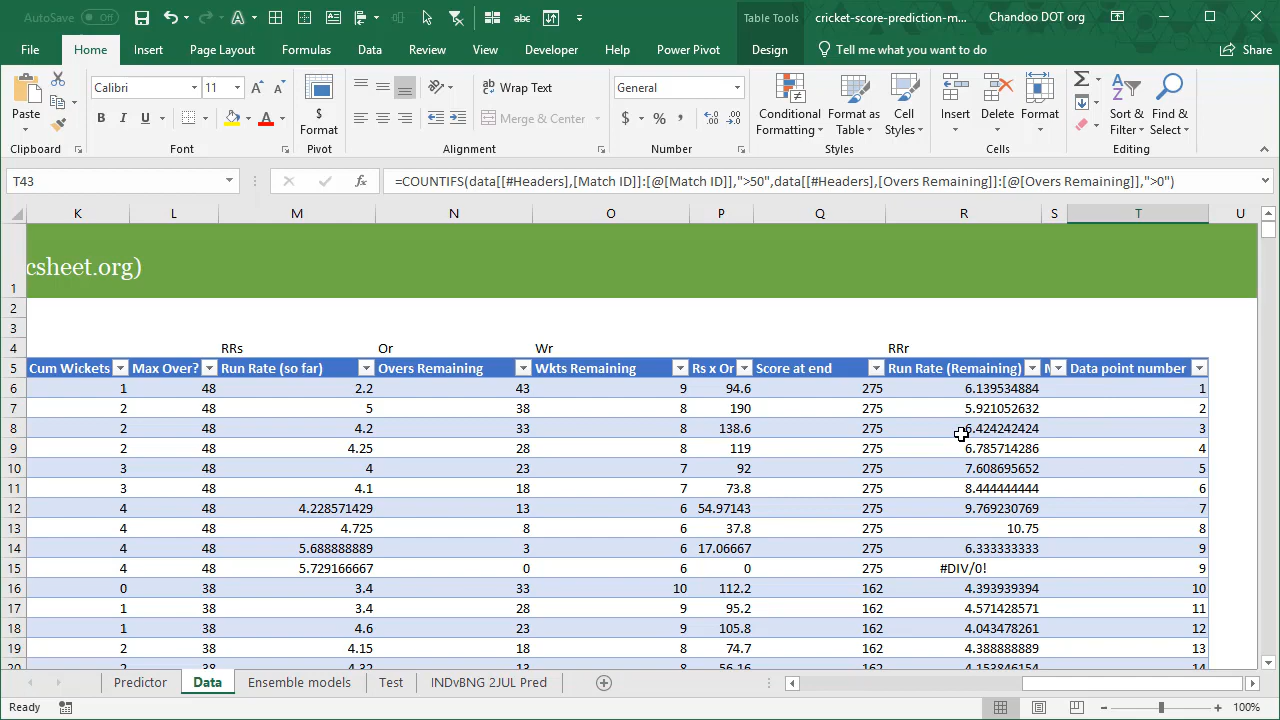 AutoSave Off
Table Tools
cricket-score-prediction-m...
Chandoo DOT org
File Home Insert Page Layout Formulas Data Review View Developer Help Power Pivot Design Tell me what you want to do Share
Calibri 11 Wrap Text General
Paste
Merge & Center
Format
Pivot
Conditional Formatting
Format as Table
Cell Styles
Insert Delete Format
Sort & Filter
Find & Select
Clipboard Font Alignment Number Styles Cells Editing
T43 =COUNTIFS(data[[#Headers],[Match ID]]:[@[Match ID]],">50",data[[#Headers],[Overs Remaining]]:[@[Overs Remaining]],">0")
K L M N O P Q R S T U
1 csheet.org)
2
3
4 RRs Or Wr RRr
5 Cum Wickets Max Over? Run Rate (so far) Overs Remaining Wkts Remaining Rs x Or Score at end Run Rate (Remaining) Data point number
6 1 48 2.2 43 9 94.6 275 6.139534884 1
7 2 48 5 38 8 190 275 5.921052632 2
8 2 48 4.2 33 8 138.6 275 6.424242424 3
9 2 48 4.25 28 8 119 275 6.785714286 4
10 3 48 4 23 7 92 275 7.608695652 5
11 3 48 4.1 18 7 73.8 275 8.444444444 6
12 4 48 4.228571429 13 6 54.97143 275 9.769230769 7
13 4 48 4.725 8 6 37.8 275 10.75 8
14 4 48 5.688888889 3 6 17.06667 275 6.333333333 9
15 4 48 5.729166667 0 6 0 275 #DIV/0! 9
16 0 38 3.4 33 10 112.2 162 4.393939394 10
17 1 38 3.4 28 9 95.2 162 4.571428571 11
18 1 38 4.6 23 9 105.8 162 4.043478261 12
19 2 38 4.15 18 8 74.7 162 4.388888889 13
20 2 38 4.32 13 8 56.16 162 4.153846154 14
Predictor Data Ensemble models Test INDvBNG 2JUL Pred
Ready 100%